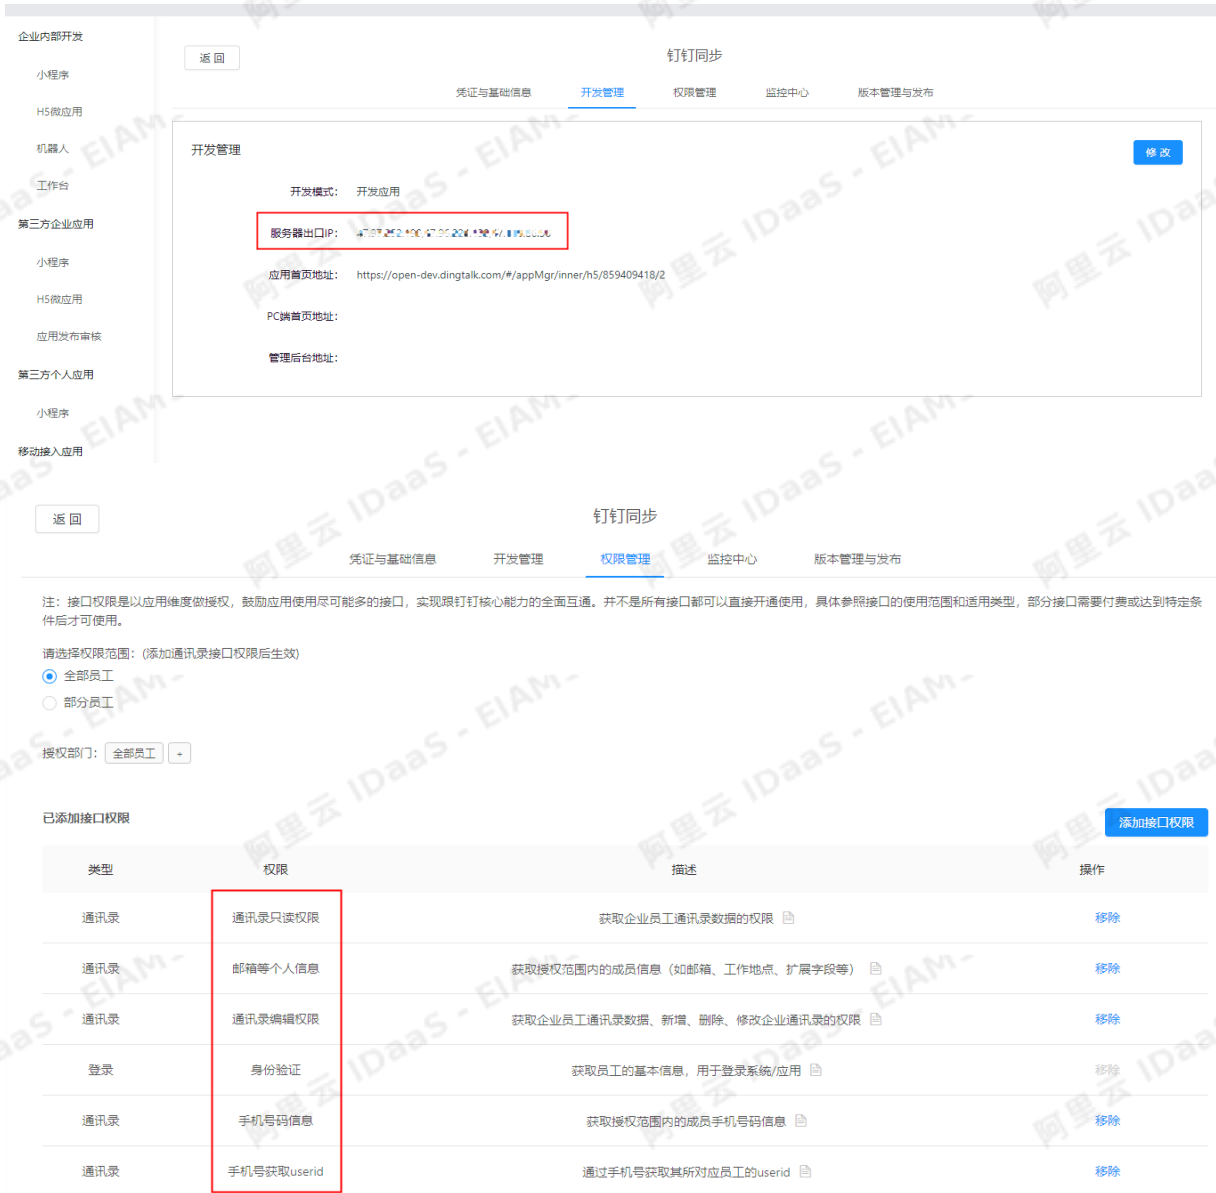 企业内部开发
小程序
H5微应用
机器人
工作台
第三方企业应用
小程序
H5微应用
应用发布审核
第三方个人应用
小程序
移动接入应用
返 回
钉钉同步
凭证与基础信息 开发管理 权限管理 监控中心 版本管理与发布
开发管理
修 改
开发模式: 开发应用
服务器出口IP:
应用首页地址: https://open-dev.dingtalk.com/#/appMgr/inner/h5/859409418/2
PC端首页地址:
管理后台地址:
返 回
钉钉同步
凭证与基础信息 开发管理 权限管理 监控中心 版本管理与发布
注：接口权限是以应用维度做授权，鼓励应用使用尽可能多的接口，实现跟钉钉核心能力的全面互通。并不是所有接口都可以直接开通使用，具体参照接口的使用范围和适用类型，部分接口需要付费或达到特定条
件后才可使用。
请选择权限范围：(添加通讯录接口权限后生效)
全部员工
部分员工
授权部门： 全部员工 +
已添加接口权限
添加接口权限
类型 权限 描述 操作
通讯录 通讯录只读权限 获取企业员工通讯录数据的权限 移除
通讯录 邮箱等个人信息 获取授权范围内的成员信息（如邮箱、工作地点、扩展字段等） 移除
通讯录 通讯录编辑权限 获取企业员工通讯录数据、新增、删除、修改企业通讯录的权限 移除
登录 身份验证 获取员工的基本信息，用于登录系统/应用 移除
通讯录 手机号码信息 获取授权范围内的成员手机号码信息 移除
通讯录 手机号获取userid 通过手机号获取其所对应员工的userid 移除
阿里云 IDaaS - EIAM